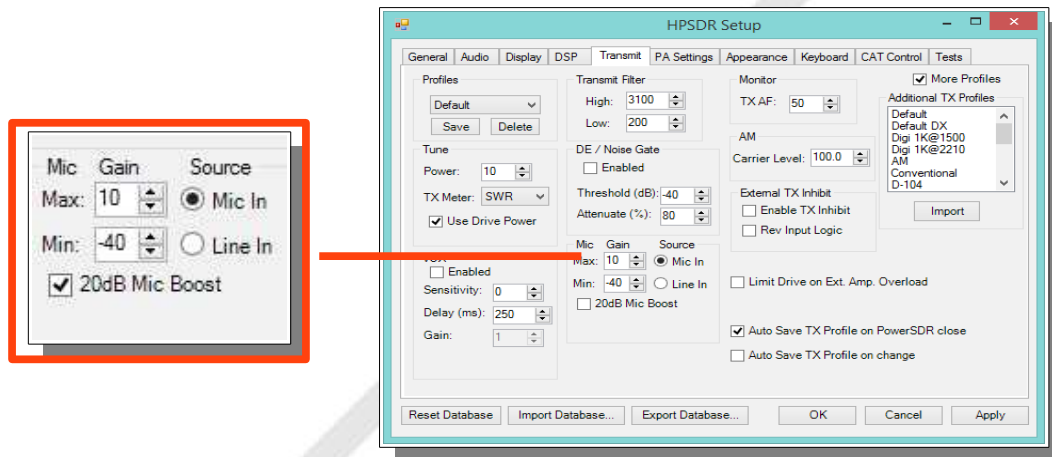 Mic Gain Source
Max: 10 Mic In
Min: -40 Line In
20dB Mic Boost
HPSDR Setup
General Audio Display DSP Transmit PA Settings Appearance Keyboard CAT Control Tests
Profiles
Default
Save Delete
Tune
Power: 10
TX Meter: SWR
Use Drive Power
VOX
Enabled
Sensitivity: 0
Delay (ms): 250
Gain: 1
Transmit Filter
High: 3100
Low: 200
DE / Noise Gate
Enabled
Threshold (dB): -40
Attenuate (%): 80
Mic Gain Source
Max: 10 Mic In
Min: -40 Line In
20dB Mic Boost
Monitor
TX AF: 50
AM
Carrier Level: 100.0
External TX Inhibit
Enable TX Inhibit
Rev Input Logic
Limit Drive on Ext. Amp. Overload
Auto Save TX Profile on PowerSDR close
Auto Save TX Profile on change
More Profiles
Additional TX Profiles
Default
Default DX
Digi 1K@1500
Digi 1K@2210
AM
Conventional
D-104
Import
Reset Database Import Database... Export Database... OK Cancel Apply